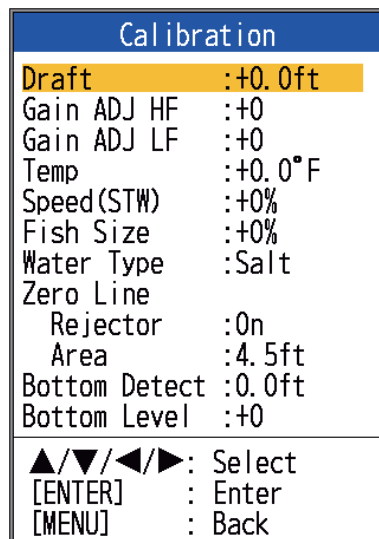 Calibration
Draft :+0.0ft
Gain ADJ HF :+0
Gain ADJ LF :+0
Temp :+0.0°F
Speed(STW) :+0%
Fish Size :+0%
Water Type :Salt
Zero Line
Rejector :On
Area :4.5ft
Bottom Detect :0.0ft
Bottom Level :+0
▲/▼/◀/▶: Select
[ENTER] : Enter
[MENU] : Back